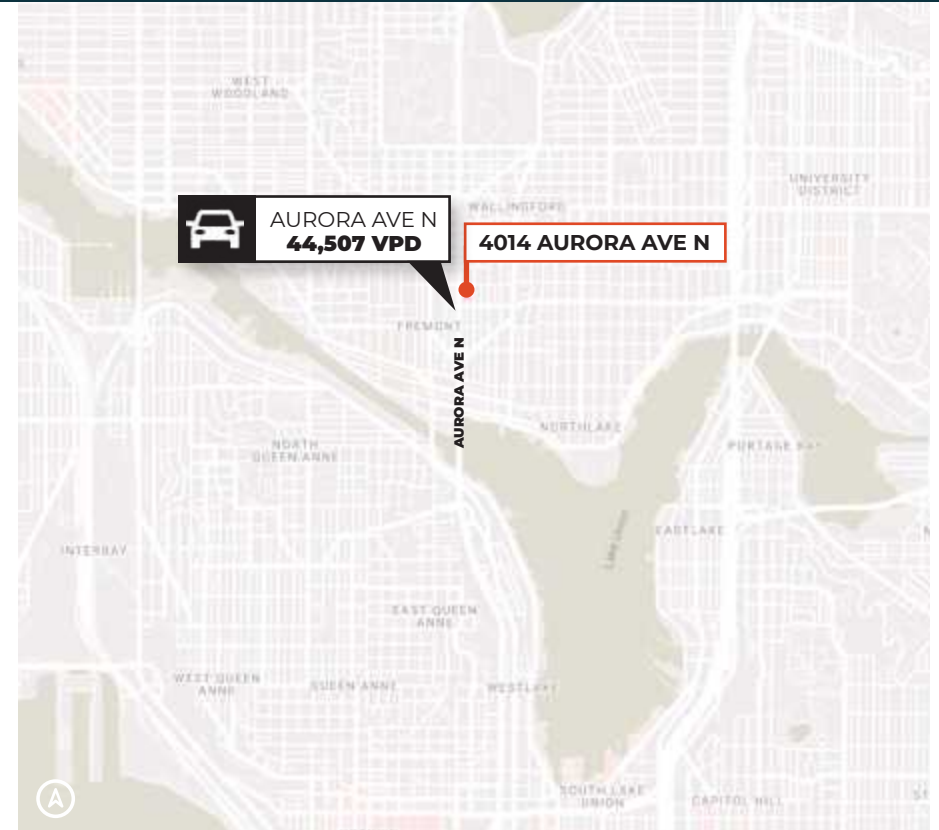 WEST
WOODLAND
UNIVERSITY
DISTRICT
WALLINGFORD
AURORA AVE N
44,507 VPD
4014 AURORA AVE N
FREMONT
AURORA AVE N
NORTHLAKE
NORTH
QUEEN ANNE
PORTAGE BAY
EASTLAKE
Lake Union
INTERBAY
EAST QUEEN
ANNE
WEST QUEEN
ANNE
QUEEN ANNE
WESTLAKE
SOUTH LAKE
UNION
CAPITOL HILL
A